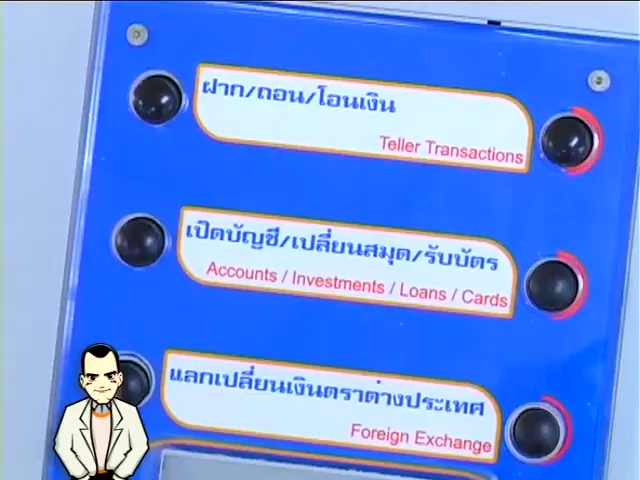 ฝาก/ถอน/โอนเงิน
Teller Transactions
เปิดบัญชี/เปลี่ยนสมุด/รับบัตร
Accounts / Investments / Loans / Cards
แลกเปลี่ยนเงินตราต่างประเทศ
Foreign Exchange